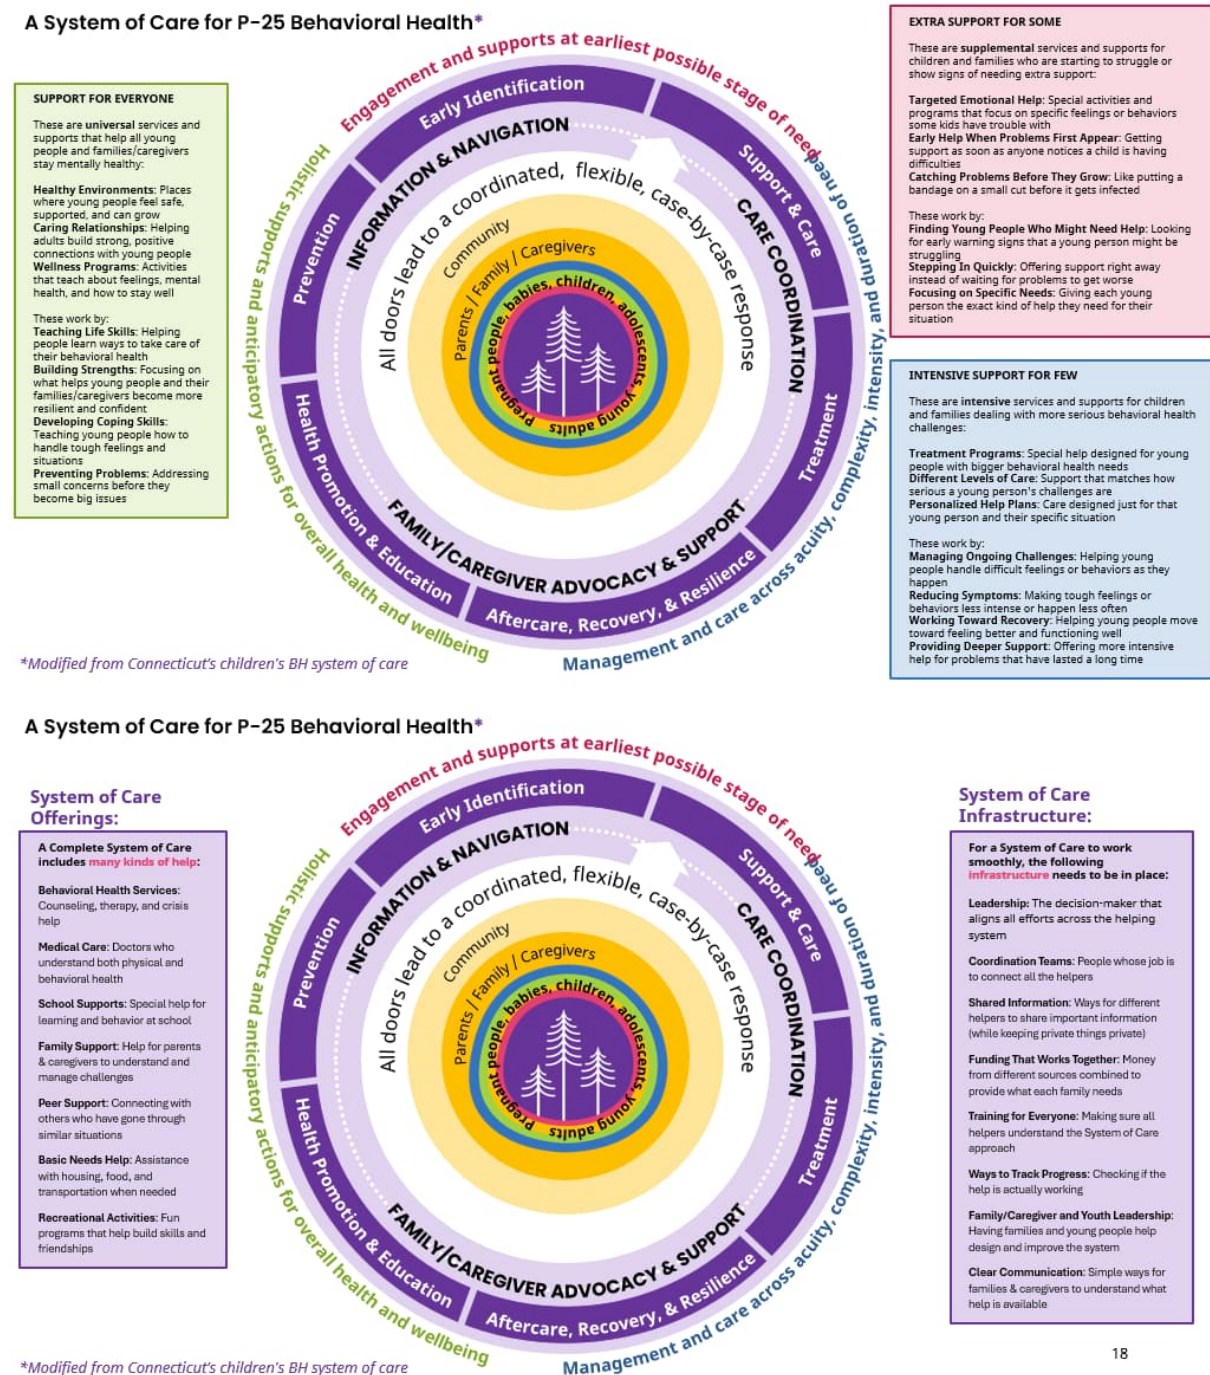 A System of Care for P-25 Behavioral Health*
SUPPORT FOR EVERYONE
These are universal services and
supports that help all young
people and families/caregivers
stay mentally healthy:
Healthy Environments: Places
where young people feel safe,
supported, and can grow
Caring Relationships: Helping
adults build strong, positive
connections with young people
Wellness Programs: Activities
that teach about feelings, mental
health, and how to stay well
These work by:
Teaching Life Skills: Helping
people learn ways to take care of
their behavioral health
Building Strengths: Focusing on
what helps young people and their
families/caregivers become more
resilient and confident
Developing Coping Skills:
Teaching young people how to
handle tough feelings and
situations
Preventing Problems: Addressing
small concerns before they
become big issues
Engagement and supports at earliest possible stage of need
Holistic supports and anticipatory actions for overall health and wellbeing
Management and care across acuity, complexity, intensity, and duration of need
Early Identification
Support & Care
Treatment
Aftercare, Recovery, & Resilience
Health Promotion & Education
Prevention
INFORMATION & NAVIGATION
CARE COORDINATION
FAMILY/CAREGIVER ADVOCACY & SUPPORT
All doors lead to a coordinated, flexible, case-by-case response
Community
Parents / Family / Caregivers
Pregnant people, babies, children, adolescents, young adults
EXTRA SUPPORT FOR SOME
These are supplemental services and supports for
children and families who are starting to struggle or
show signs of needing extra support:
Targeted Emotional Help: Special activities and
programs that focus on specific feelings or behaviors
some kids have trouble with
Early Help When Problems First Appear: Getting
support as soon as anyone notices a child is having
difficulties
Catching Problems Before They Grow: Like putting a
bandage on a small cut before it gets infected
These work by:
Finding Young People Who Might Need Help: Looking
for early warning signs that a young person might be
struggling
Stepping In Quickly: Offering support right away
instead of waiting for problems to get worse
Focusing on Specific Needs: Giving each young
person the exact kind of help they need for their
situation
INTENSIVE SUPPORT FOR FEW
These are intensive services and supports for children
and families dealing with more serious behavioral health
challenges:
Treatment Programs: Special help designed for young
people with bigger behavioral health needs
Different Levels of Care: Support that matches how
serious a young person's challenges are
Personalized Help Plans: Care designed just for that
young person and their specific situation
These work by:
Managing Ongoing Challenges: Helping young
people handle difficult feelings or behaviors as they
happen
Reducing Symptoms: Making tough feelings or
behaviors less intense or happen less often
Working Toward Recovery: Helping young people move
toward feeling better and functioning well
Providing Deeper Support: Offering more intensive
help for problems that have lasted a long time
*Modified from Connecticut's children's BH system of care
A System of Care for P-25 Behavioral Health*
System of Care
Offerings:
A Complete System of Care
includes many kinds of help:
Behavioral Health Services:
Counseling, therapy, and crisis
help
Medical Care: Doctors who
understand both physical and
behavioral health
School Supports: Special help for
learning and behavior at school
Family Support: Help for parents
& caregivers to understand and
manage challenges
Peer Support: Connecting with
others who have gone through
similar situations
Basic Needs Help: Assistance
with housing, food, and
transportation when needed
Recreational Activities: Fun
programs that help build skills and
friendships
Engagement and supports at earliest possible stage of need
Holistic supports and anticipatory actions for overall health and wellbeing
Management and care across acuity, complexity, intensity, and duration of need
Early Identification
Support & Care
Treatment
Aftercare, Recovery, & Resilience
Health Promotion & Education
Prevention
INFORMATION & NAVIGATION
CARE COORDINATION
FAMILY/CAREGIVER ADVOCACY & SUPPORT
All doors lead to a coordinated, flexible, case-by-case response
Community
Parents / Family / Caregivers
Pregnant people, babies, children, adolescents, young adults
System of Care
Infrastructure:
For a System of Care to work
smoothly, the following
infrastructure needs to be in place:
Leadership: The decision-maker that
aligns all efforts across the helping
system
Coordination Teams: People whose job is
to connect all the helpers
Shared Information: Ways for different
helpers to share important information
(while keeping private things private)
Funding That Works Together: Money
from different sources combined to
provide what each family needs
Training for Everyone: Making sure all
helpers understand the System of Care
approach
Ways to Track Progress: Checking if the
help is actually working
Family/Caregiver and Youth Leadership:
Having families and young people help
design and improve the system
Clear Communication: Simple ways for
families & caregivers to understand what
help is available
*Modified from Connecticut's children's BH system of care
18